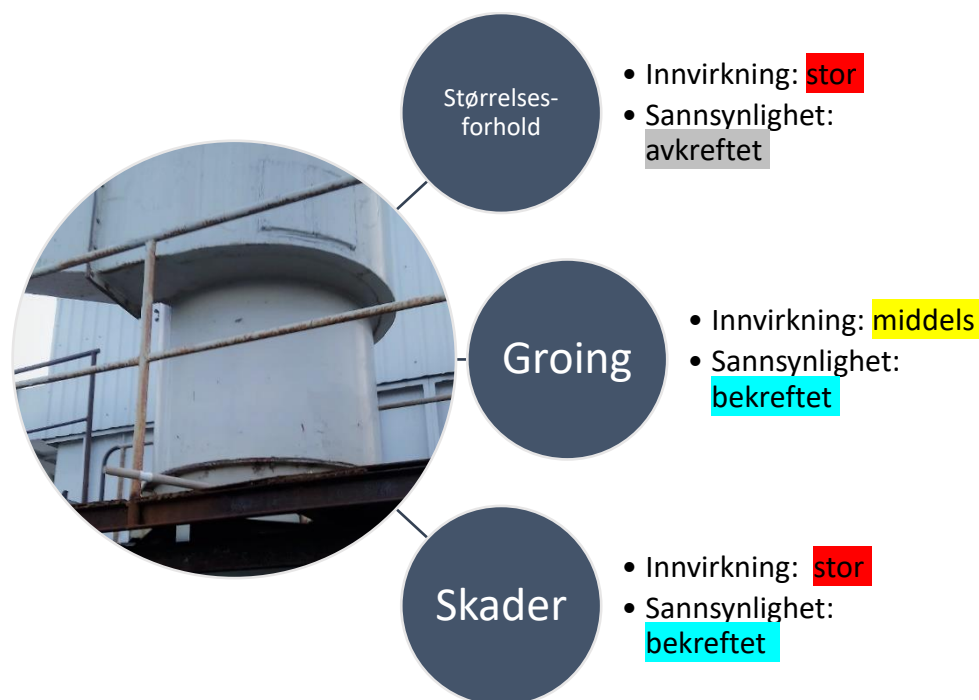 Størrelses-
forhold
• Innvirkning: stor
• Sannsynlighet:
avkreftet
Groing
• Innvirkning: middels
• Sannsynlighet:
bekreftet
Skader
• Innvirkning: stor
• Sannsynlighet:
bekreftet